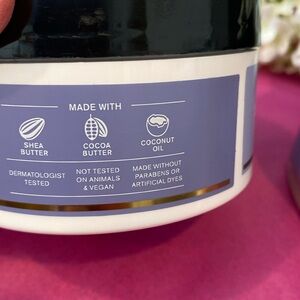 MADE WITH
SHEA
BUTTER
COCOA
BUTTER
COCONUT
OIL
DERMATOLOGIST
TESTED
NOT TESTED
ON ANIMALS
& VEGAN
MADE WITHOUT
PARABENS OR
ARTIFICIAL DYES